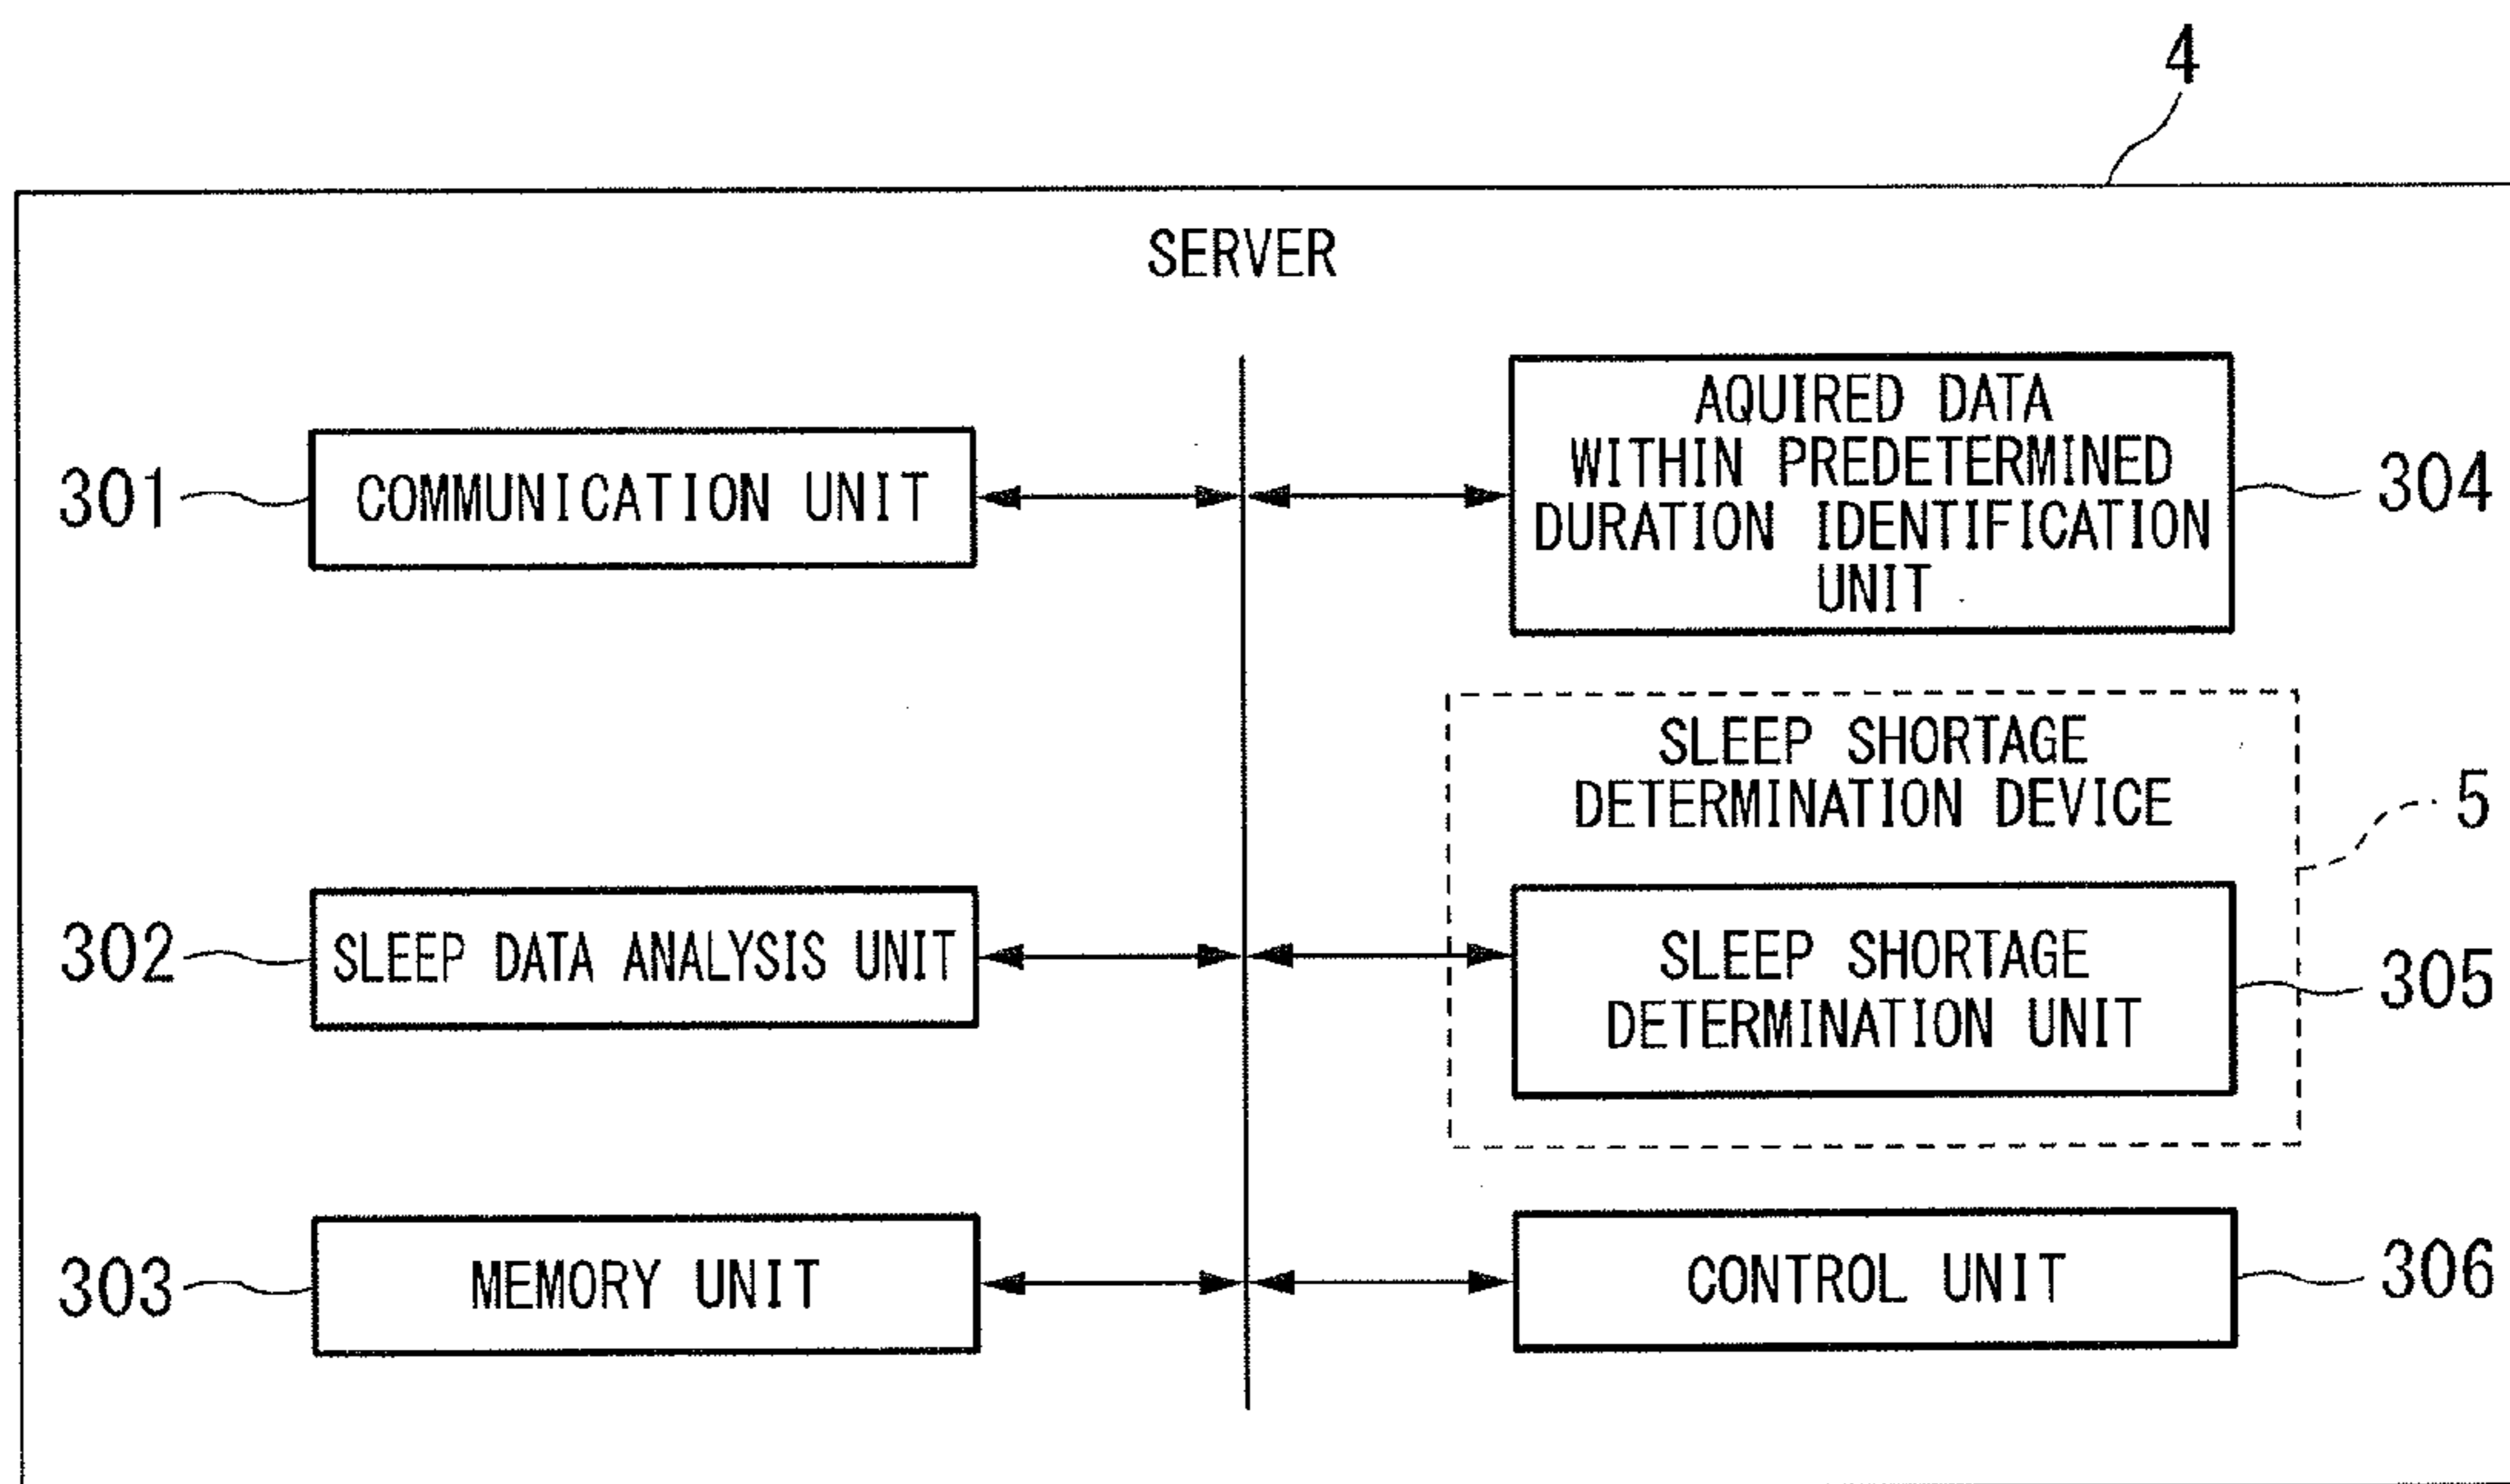 4
SERVER
301
COMMUNICATION UNIT
AQUIRED DATA
WITHIN PREDETERMINED
DURATION IDENTIFICATION
UNIT
304
SLEEP SHORTAGE
DETERMINATION DEVICE
5
302
SLEEP DATA ANALYSIS UNIT
SLEEP SHORTAGE
DETERMINATION UNIT
305
303
MEMORY UNIT
CONTROL UNIT
306